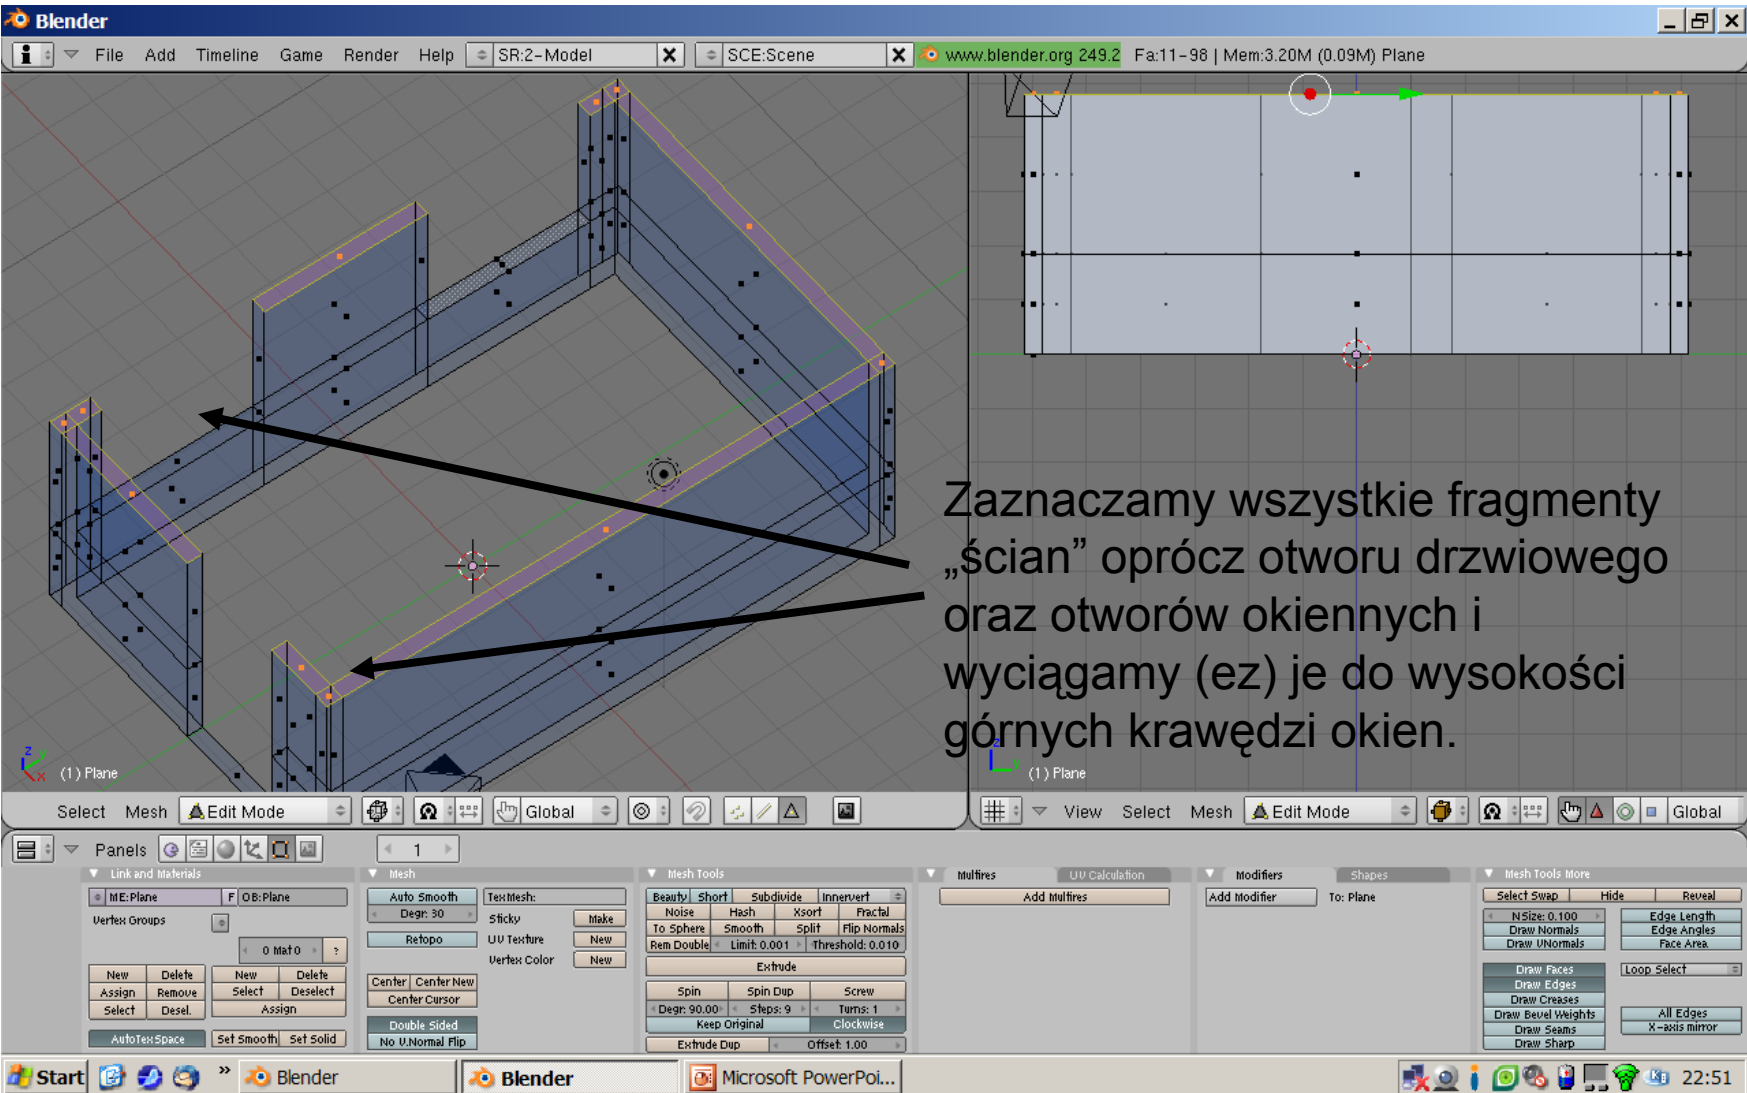 Blender
File Add Timeline Game Render Help SR:2-Model SCE:Scene www.blender.org 249.2 Fa:11-98 | Mem:3.20M (0.09M) Plane
Zaznaczamy wszystkie fragmenty
„ścian” oprócz otworu drzwiowego
oraz otworów okiennych i
wyciągamy (ez) je do wysokości
górnych krawędzi okien.
z y x (1) Plane
z y (1) Plane
Select Mesh Edit Mode Global
View Select Mesh Edit Mode Global
Panels 1
Link and Materials
ME:Plane F OB:Plane
Vertex Groups
0 Mat 0 ?
New Delete New Delete
Assign Remove Select Deselect
Select Desel. Assign
AutoTexSpace Set Smooth Set Solid
Mesh
Auto Smooth TexMesh:
Degr: 30 Sticky Make
Retopo UV Texture New
Vertex Color New
Center Center New
Center Cursor
Double Sided
No V.Normal Flip
Mesh Tools
Beauty Short Subdivide Innervert
Noise Hash Xsort Fractal
To Sphere Smooth Split Flip Normals
Rem Double Limit: 0.001 Threshold: 0.010
Extrude
Spin Spin Dup Screw
Degr: 90.00 Steps: 9 Turns: 1
Keep Original Clockwise
Extrude Dup Offset: 1.00
Multires UV Calculation
Add Multires
Modifiers Shapes
Add Modifier To: Plane
Mesh Tools More
Select Swap Hide Reveal
NSize: 0.100 Edge Length
Draw Normals Edge Angles
Draw VNormals Face Area
Draw Faces Loop Select
Draw Edges
Draw Creases
Draw Bevel Weights All Edges
Draw Seams X-axis mirror
Draw Sharp
Start » Blender Blender Microsoft PowerPoi... 22:51